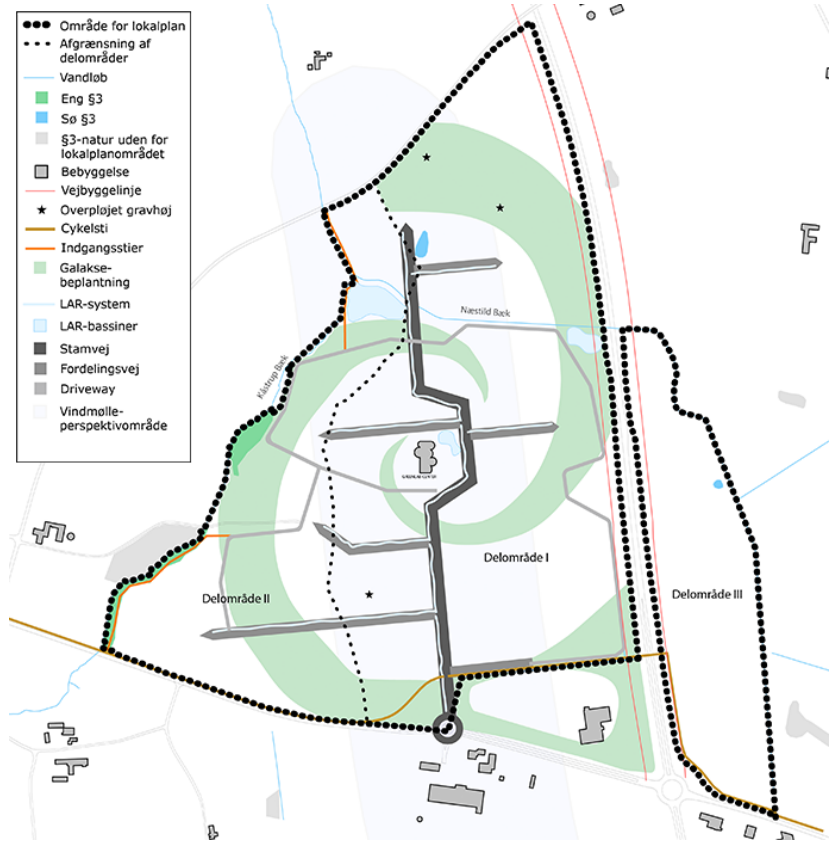 Område for lokalplan
Afgrænsning af
delområder
Vandløb
Eng §3
Sø §3
§3-natur uden for
lokalplanområdet
Bebyggelse
Vejbyggelinje
Overpløjet gravhøj
Cykelsti
Indgangsstier
Galakse-
beplantning
LAR-system
LAR-bassiner
Stamvej
Fordelingsvej
Driveway
Vindmølle-
perspektivområde
Næstild Bæk
Kåstrup Bæk
Delområde I
Delområde II
Delområde III